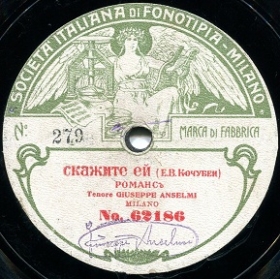 SOCIETÀ ITALIANA DI FONOTIPIA - MILANO
No: 279
MARCA DI FABBRICA
СКАЖИТЕ ЕЙ (Е.В. КОЧУБЕЙ)
РОМАНСЪ
Tenore GIUSEPPE ANSELMI
MILANO
No. 62186
Giuseppe Anselmi